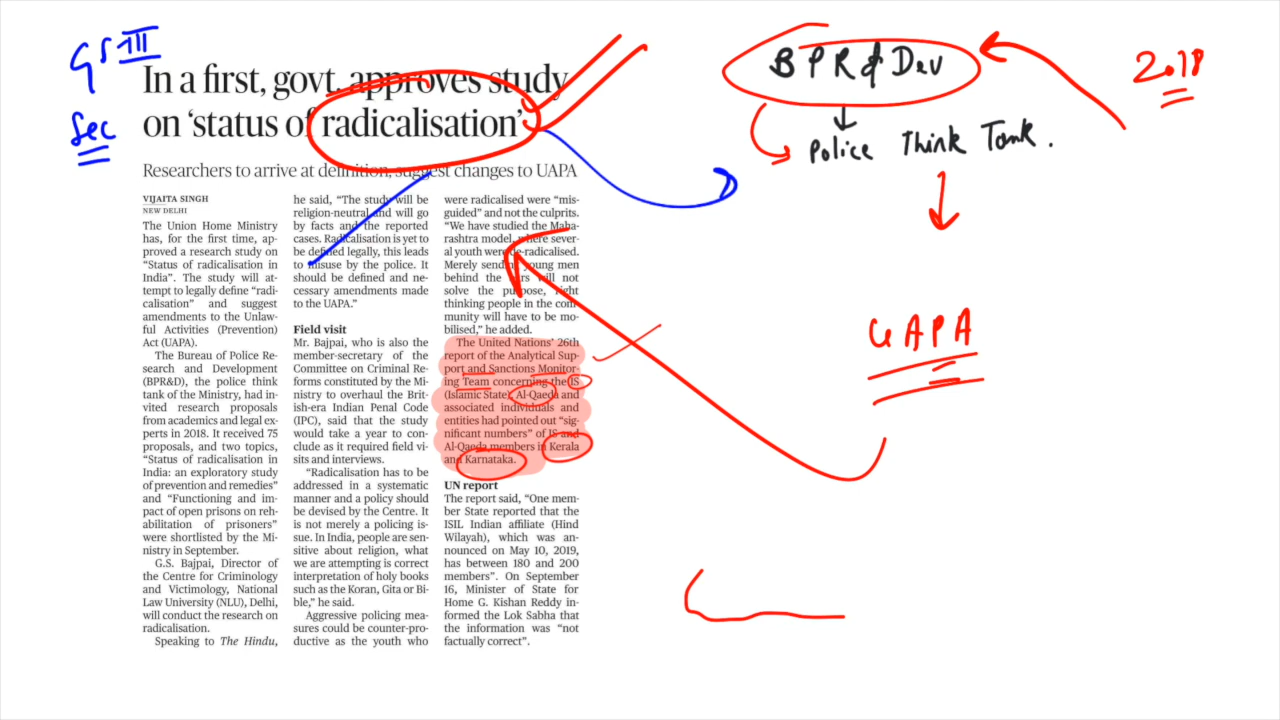 GS III
Sec
In a first, govt. approves study
on ‘status of radicalisation’
Researchers to arrive at definition, suggest changes to UAPA
VIJAITA SINGH
NEW DELHI
The Union Home Ministry
has, for the first time, ap-
proved a research study on
“Status of radicalisation in
India”. The study will at-
tempt to legally define “radi-
calisation” and suggest
amendments to the Unlaw-
ful Activities (Prevention)
Act (UAPA).
The Bureau of Police Re-
search and Development
(BPR&D), the police think
tank of the Ministry, had in-
vited research proposals
from academics and legal ex-
perts in 2018. It received 75
proposals, and two topics,
“Status of radicalisation in
India: an exploratory study
of prevention and remedies”
and “Functioning and im-
pact of open prisons on reh-
abilitation of prisoners”
were shortlisted by the Mi-
nistry in September.
G.S. Bajpai, Director of
the Centre for Criminology
and Victimology, National
Law University (NLU), Delhi,
will conduct the research on
radicalisation.
Speaking to The Hindu,
he said, “The study will be
religion-neutral and will go
by facts and the reported
cases. Radicalisation is yet to
be defined legally, this leads
to misuse by the police. It
should be defined and ne-
cessary amendments made
to the UAPA.”
Field visit
Mr. Bajpai, who is also the
member-secretary of the
Committee on Criminal Re-
forms constituted by the Mi-
nistry to overhaul the Brit-
ish-era Indian Penal Code
(IPC), said that the study
would take a year to con-
clude as it required field vi-
sits and interviews.
“Radicalisation has to be
addressed in a systematic
manner and a policy should
be devised by the Centre. It
is not merely a policing is-
sue. In India, people are sen-
sitive about religion, what
we are attempting is correct
interpretation of holy books
such as the Koran, Gita or Bi-
ble,” he said.
Aggressive policing mea-
sures could be counter-pro-
ductive as the youth who
were radicalised were “mis-
guided” and not the culprits.
“We have studied the Maha-
rashtra model, where sever-
al youth were de-radicalised.
Merely sending young men
behind the bars will not
solve the purpose, right
thinking people in the com-
munity will have to be mo-
bilised,” he added.
The United Nations’ 26th
report of the Analytical Sup-
port and Sanctions Monitor-
ing Team concerning the IS
(Islamic State), Al-Qaeda and
associated individuals and
entities had pointed out “sig-
nificant numbers” of IS and
Al-Qaeda members in Kerala
and Karnataka.
UN report
The report said, “One mem-
ber State reported that the
ISIL Indian affiliate (Hind
Wilayah), which was an-
nounced on May 10, 2019,
has between 180 and 200
members”. On September
16, Minister of State for
Home G. Kishan Reddy in-
formed the Lok Sabha that
the information was “not
factually correct”.
BPR & Dev
2018
Police Think Tank.
UAPA